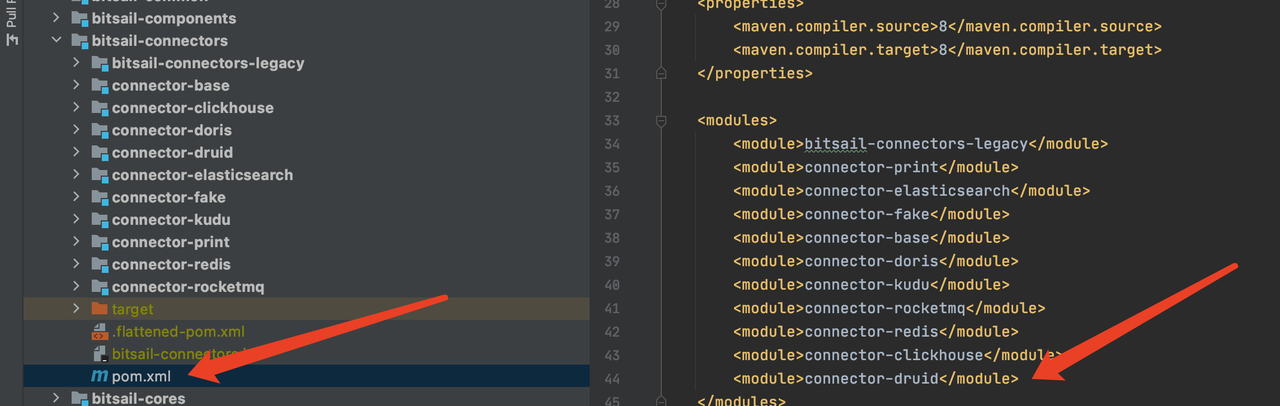 Pull R
bitsail-components
bitsail-connectors
bitsail-connectors-legacy
connector-base
connector-clickhouse
connector-doris
connector-druid
connector-elasticsearch
connector-fake
connector-kudu
connector-print
connector-redis
connector-rocketmq
target
.flattened-pom.xml
bitsail-connectors
pom.xml
bitsail-cores
28 <properties>
29 <maven.compiler.source>8</maven.compiler.source>
30 <maven.compiler.target>8</maven.compiler.target>
31 </properties>
32
33 <modules>
34 <module>bitsail-connectors-legacy</module>
35 <module>connector-print</module>
36 <module>connector-elasticsearch</module>
37 <module>connector-fake</module>
38 <module>connector-base</module>
39 <module>connector-doris</module>
40 <module>connector-kudu</module>
41 <module>connector-rocketmq</module>
42 <module>connector-redis</module>
43 <module>connector-clickhouse</module>
44 <module>connector-druid</module>
45 </modules>